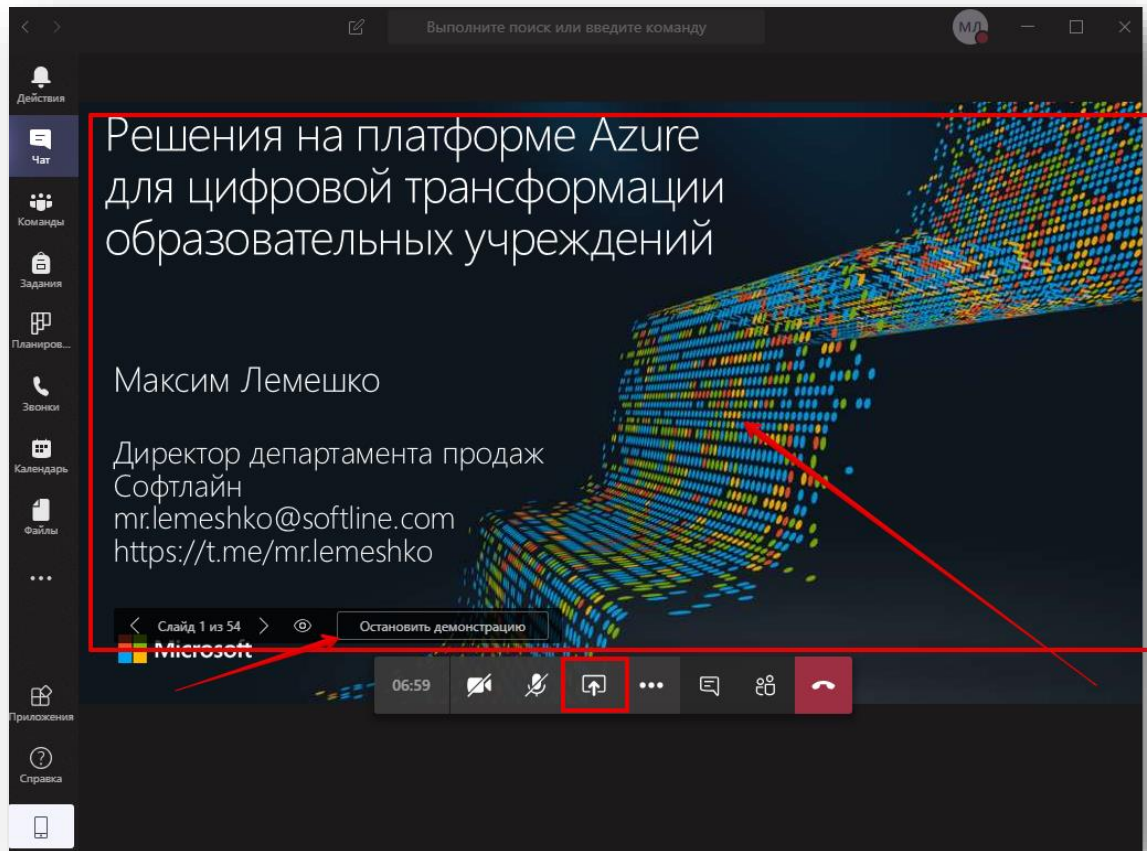 Выполните поиск или введите команду
МЛ
Действия
Чат
Команды
Задания
Планиров...
Звонки
Календарь
Файлы
Приложения
Справка
Решения на платформе Azure
для цифровой трансформации
образовательных учреждений
Максим Лемешко
Директор департамента продаж
Софтлайн
mr.lemeshko@softline.com
https://t.me/mr.lemeshko
Слайд 1 из 54
Остановить демонстрацию
Microsoft
06:59